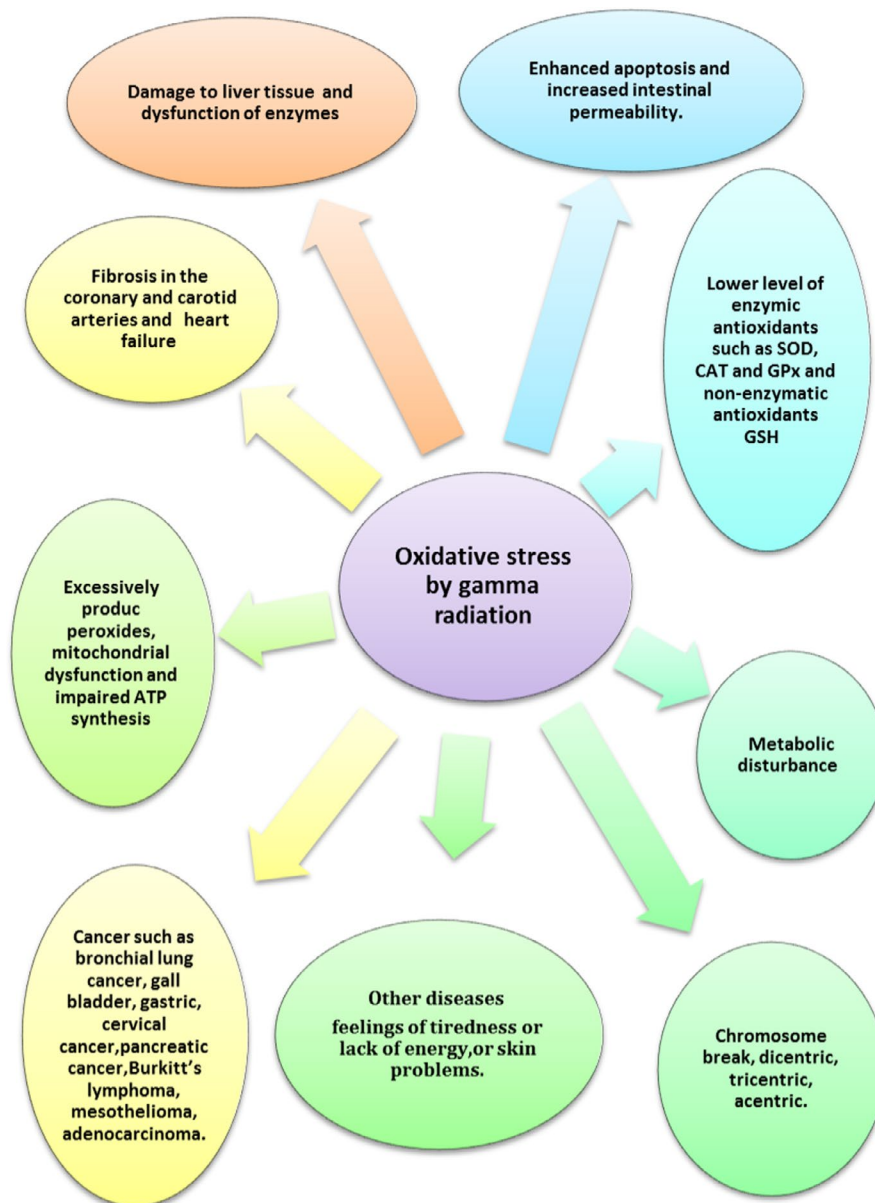 Damage to liver tissue and
dysfunction of enzymes
Enhanced apoptosis and
increased intestinal
permeability.
Fibrosis in the
coronary and carotid
arteries and heart
failure
Lower level of
enzymic
antioxidants
such as SOD,
CAT and GPx and
non-enzymatic
antioxidants
GSH
Oxidative stress
by gamma
radiation
Excessively
produc
peroxides,
mitochondrial
dysfunction and
impaired ATP
synthesis
Metabolic
disturbance
Cancer such as
bronchial lung
cancer, gall
bladder, gastric,
cervical
cancer,pancreatic
cancer,Burkitt’s
lymphoma,
mesothelioma,
adenocarcinoma.
Other diseases
feelings of tiredness or
lack of energy,or skin
problems.
Chromosome
break, dicentric,
tricentric,
acentric.